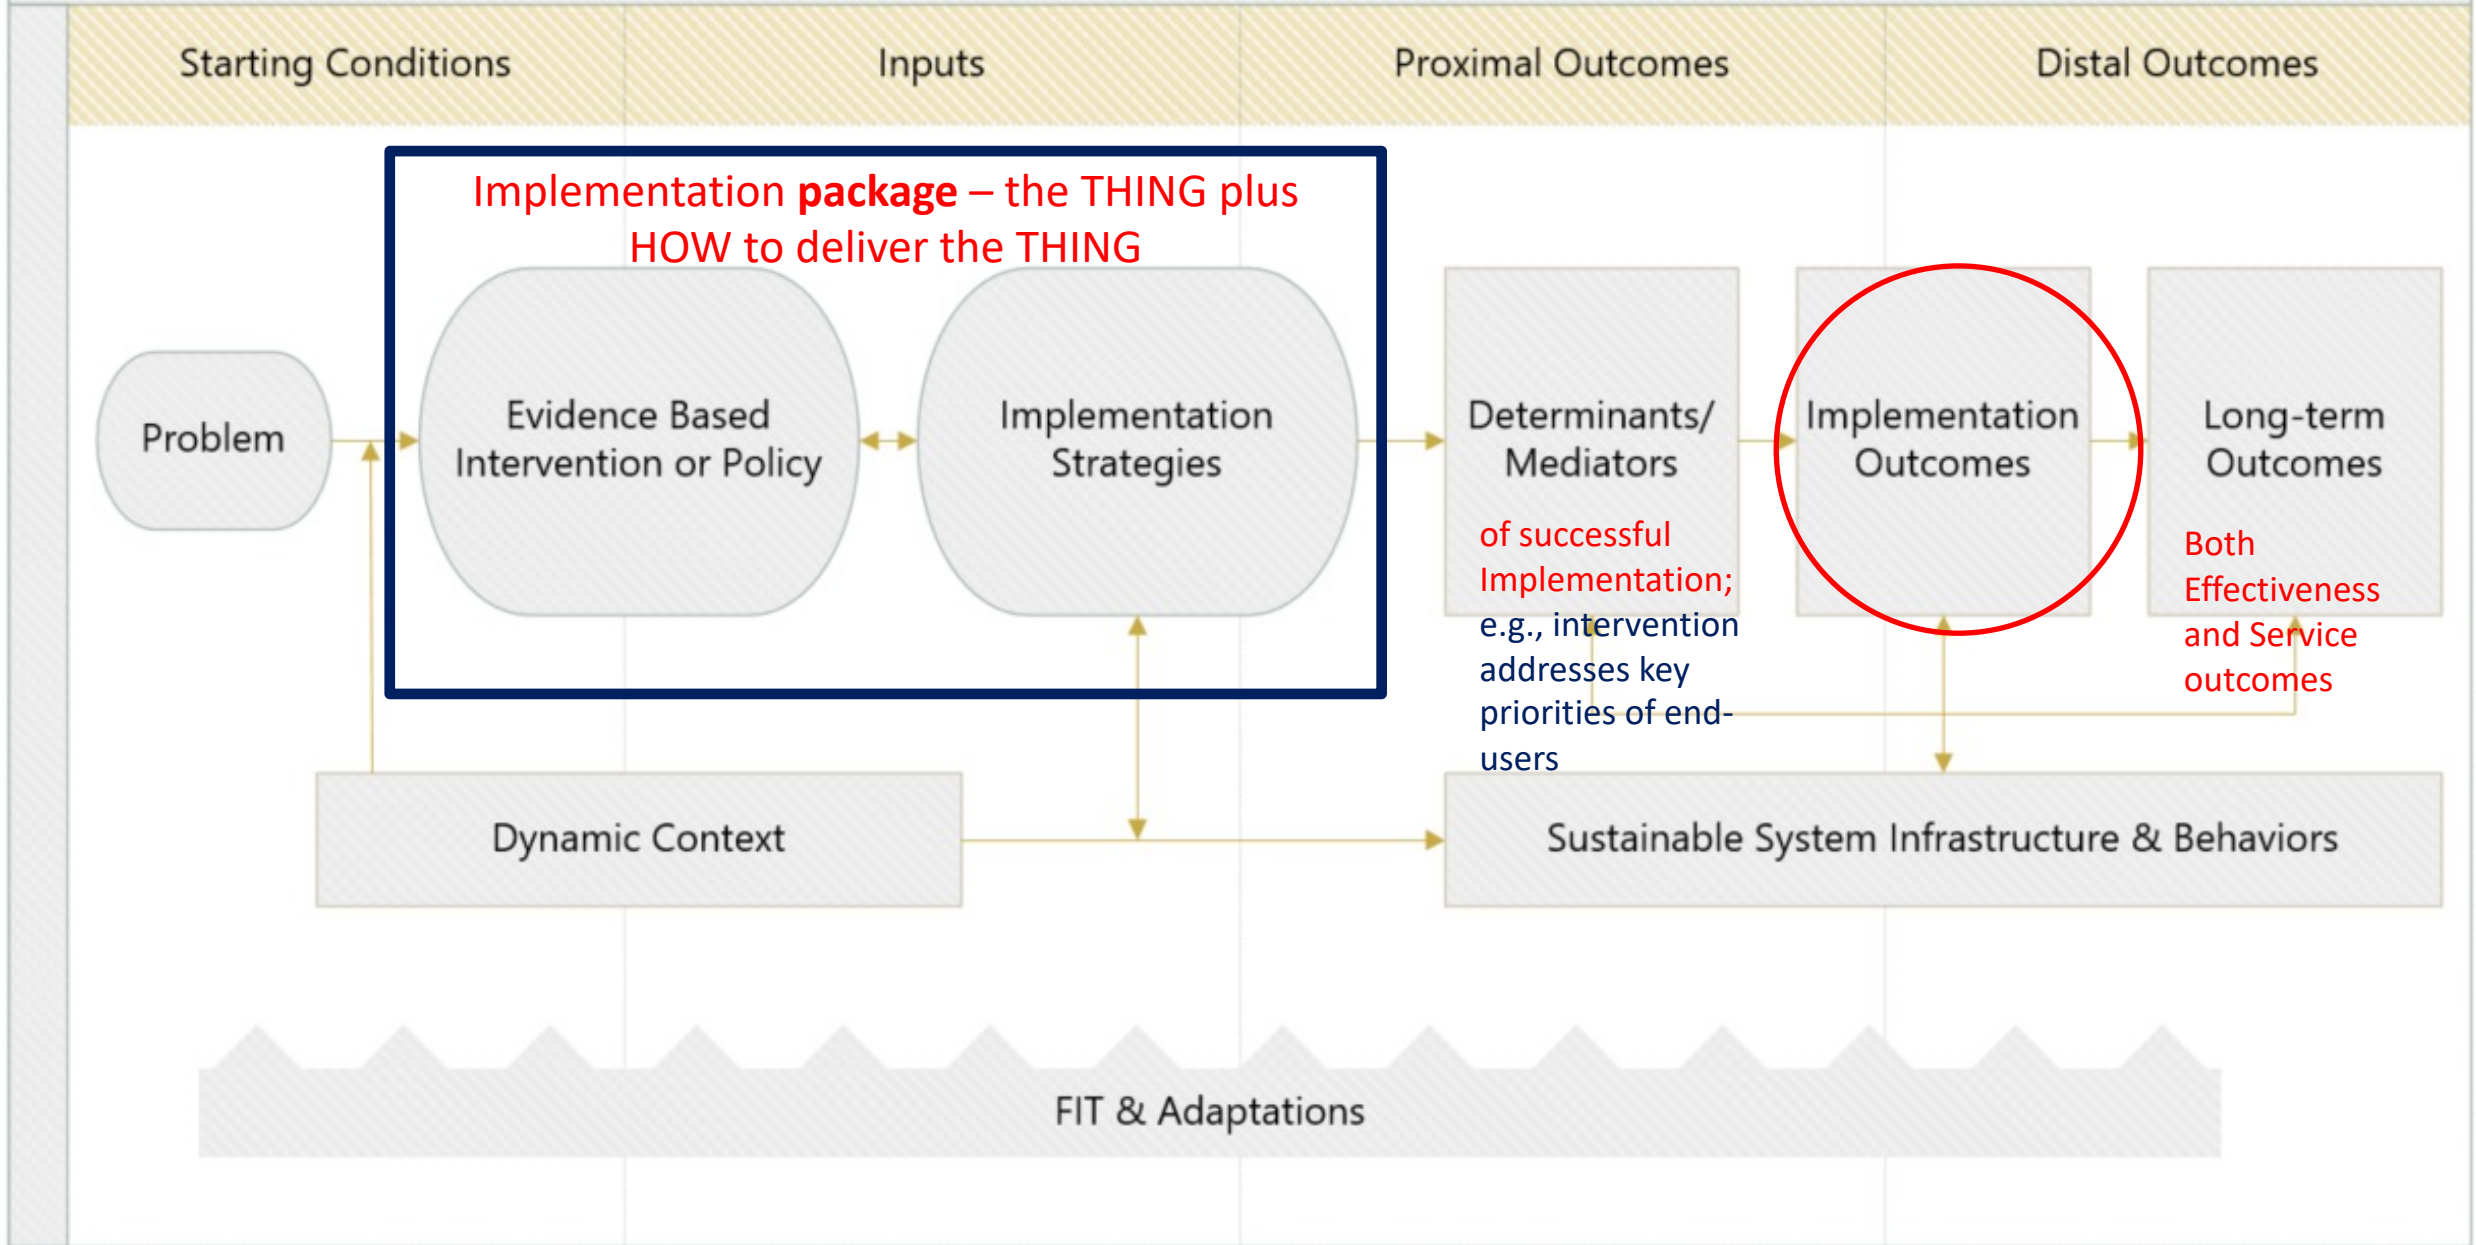 Starting Conditions
Inputs
Proximal Outcomes
Distal Outcomes
Implementation package – the THING plus
HOW to deliver the THING
Problem
Evidence Based
Intervention or Policy
Implementation
Strategies
Determinants/
Mediators
of successful
Implementation;
e.g., intervention
addresses key
priorities of end-
users
Implementation
Outcomes
Long-term
Outcomes
Both
Effectiveness
and Service
outcomes
Dynamic Context
Sustainable System Infrastructure & Behaviors
FIT & Adaptations